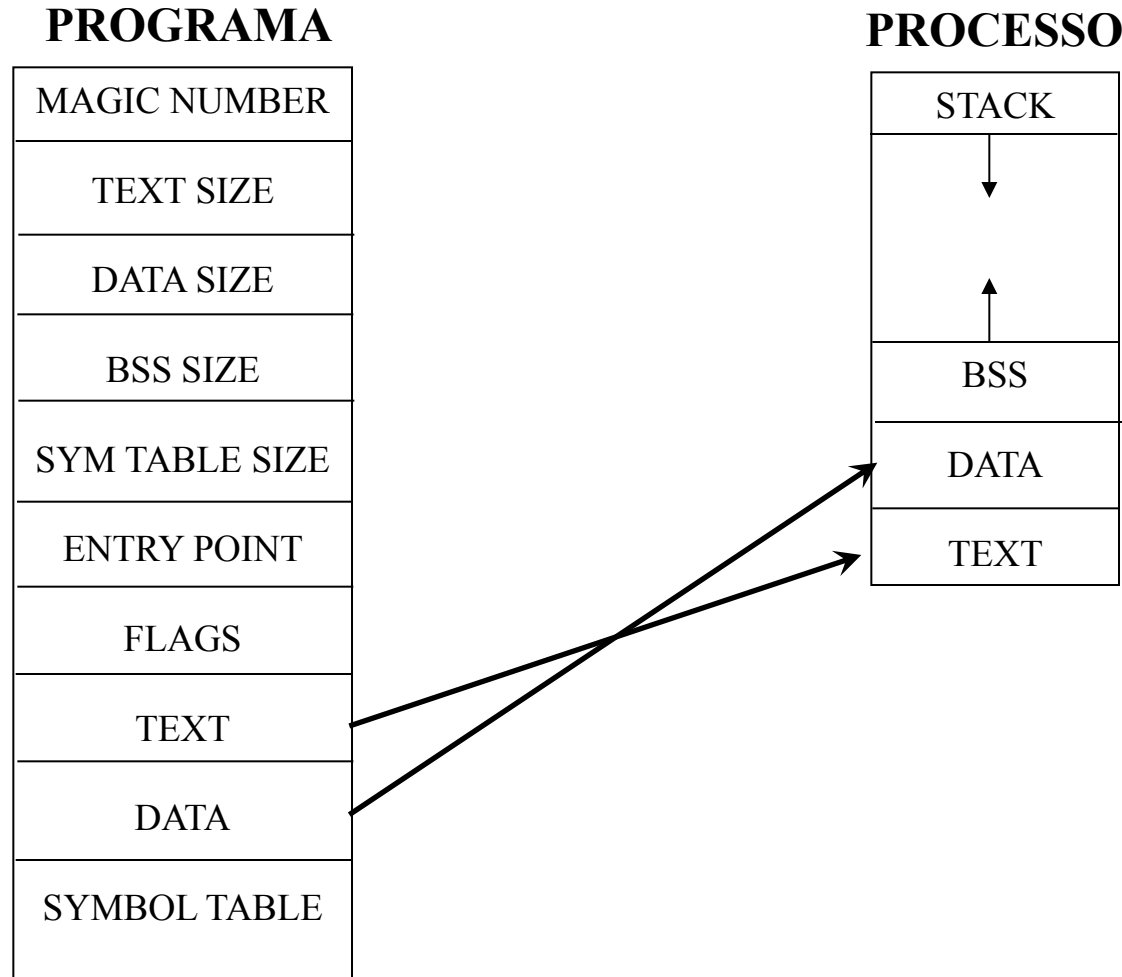 PROGRAMA
MAGIC NUMBER
TEXT SIZE
DATA SIZE
BSS SIZE
SYM TABLE SIZE
ENTRY POINT
FLAGS
TEXT
DATA
SYMBOL TABLE
PROCESSO
STACK
BSS
DATA
TEXT